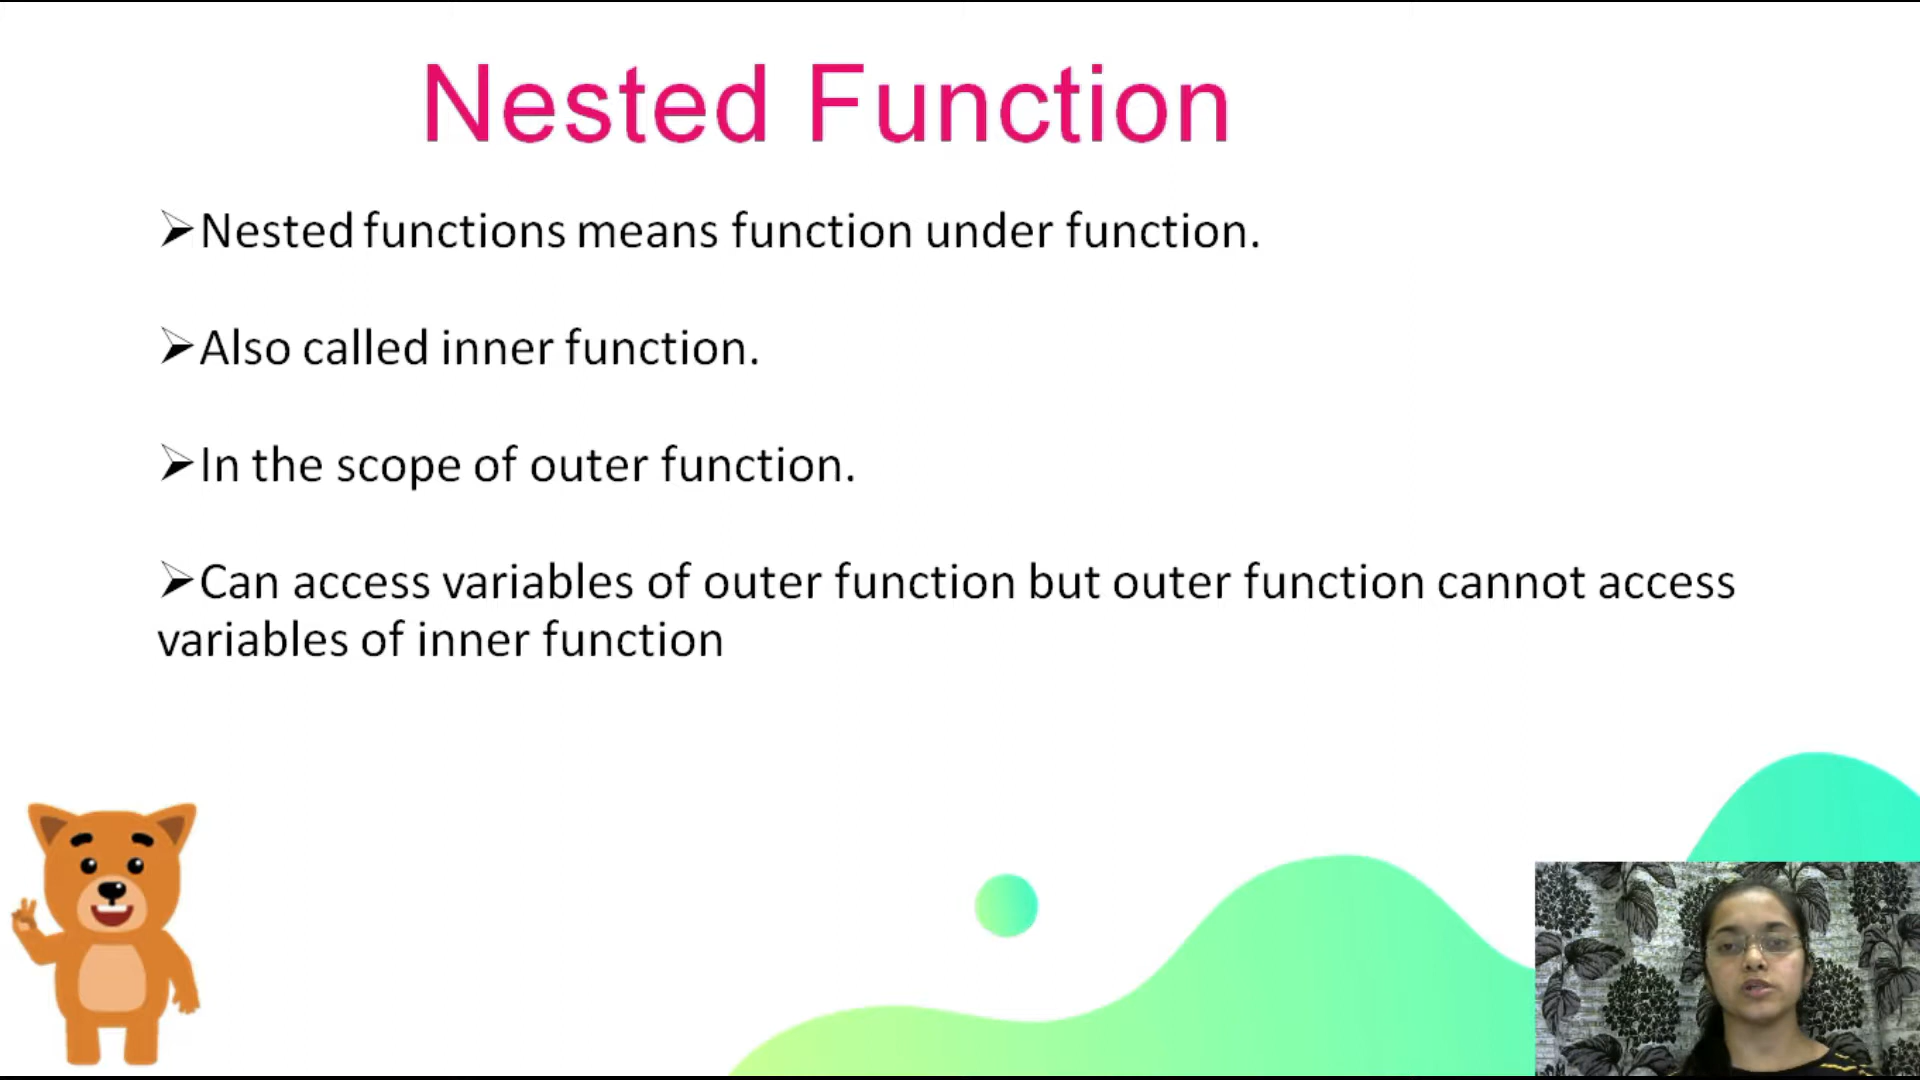 Nested Function
➢Nested functions means function under function.
➢Also called inner function.
➢In the scope of outer function.
➢Can access variables of outer function but outer function cannot access
variables of inner function